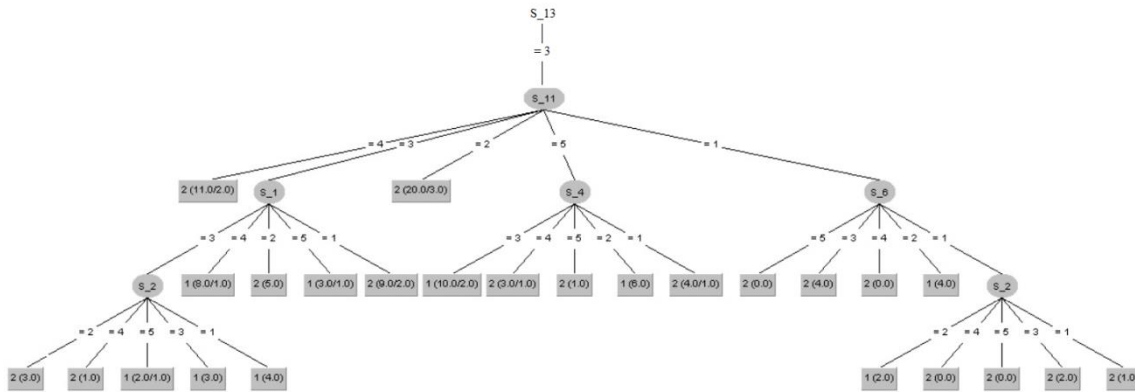 S_13
= 3
S_11
= 4 = 3 = 2 = 5 = 1
2 (11.0/2.0) S_1 2 (20.0/3.0) S_4 S_6
= 3 = 4 = 2 = 5 = 1 = 3 = 4 = 5 = 2 = 1 = 5 = 3 = 4 = 2 = 1
S_2 1 (8.0/1.0) 2 (5.0) 1 (3.0/1.0) 2 (9.0/2.0) 1 (10.0/2.0) 2 (3.0/1.0) 2 (1.0) 1 (6.0) 2 (4.0/1.0) 2 (0.0) 2 (4.0) 2 (0.0) 1 (4.0) S_2
= 2 = 4 = 5 = 3 = 1 = 2 = 4 = 5 = 3 = 1
2 (3.0) 2 (1.0) 1 (2.0/1.0) 1 (3.0) 1 (4.0) 1 (2.0) 2 (0.0) 2 (0.0) 2 (2.0) 2 (1.0